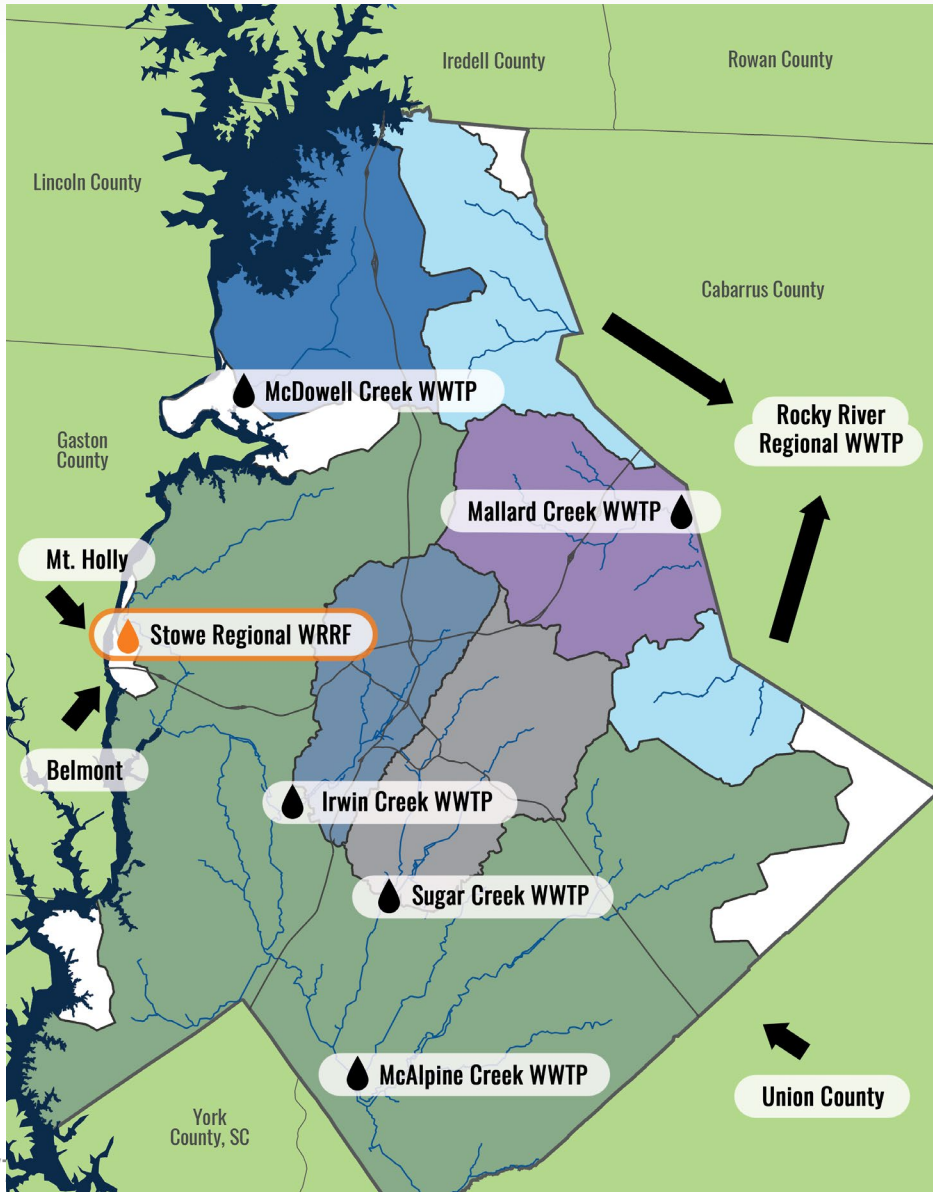 Iredell County
Rowan County
Lincoln County
Cabarrus County
McDowell Creek WWTP
Rocky River
Regional WWTP
Gaston
County
Mallard Creek WWTP
Mt. Holly
Stowe Regional WRRF
Belmont
Irwin Creek WWTP
Sugar Creek WWTP
McAlpine Creek WWTP
Union County
York
County, SC